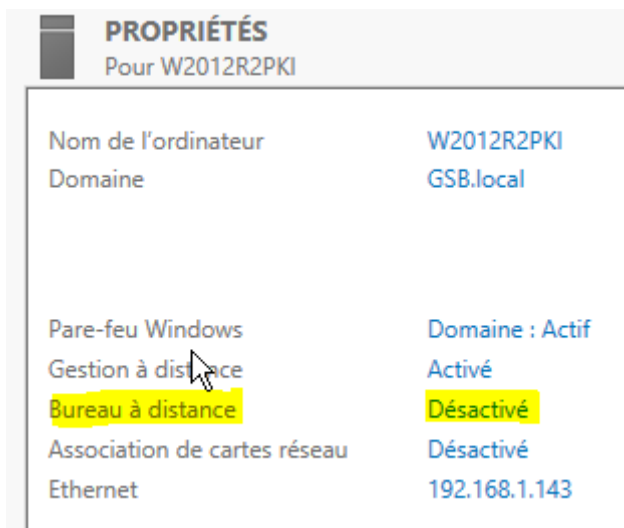 PROPRIÉTÉS
Pour W2012R2PKI
Nom de l'ordinateur W2012R2PKI
Domaine GSB.local
Pare-feu Windows Domaine : Actif
Gestion à distance Activé
Bureau à distance Désactivé
Association de cartes réseau Désactivé
Ethernet 192.168.1.143